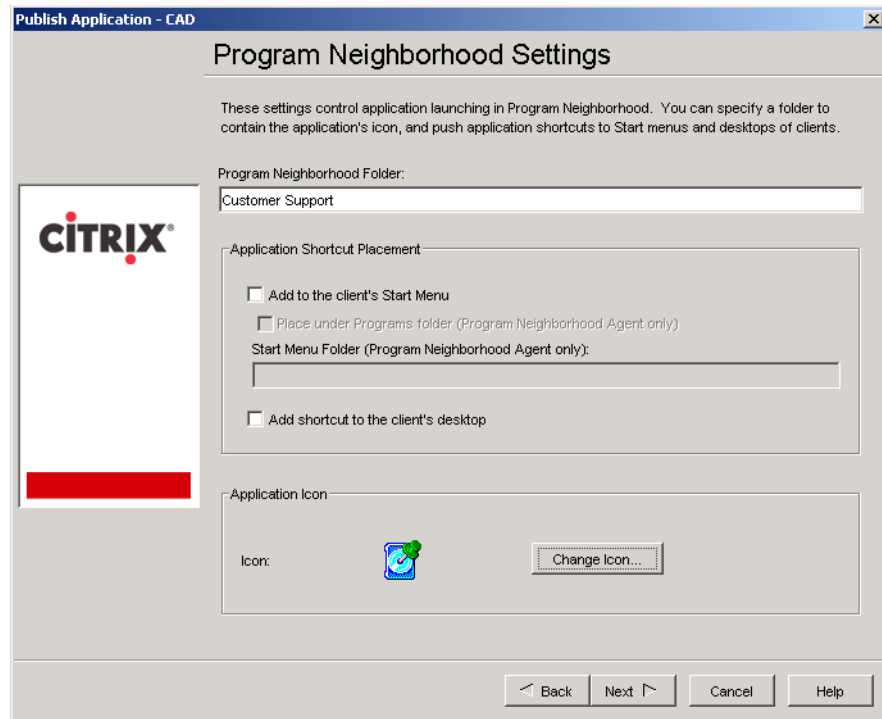 Publish Application - CAD
Program Neighborhood Settings
These settings control application launching in Program Neighborhood. You can specify a folder to
contain the application's icon, and push application shortcuts to Start menus and desktops of clients.
Program Neighborhood Folder:
Customer Support
CİTRIX®
Application Shortcut Placement
Add to the client's Start Menu
Place under Programs folder (Program Neighborhood Agent only)
Start Menu Folder (Program Neighborhood Agent only):
Add shortcut to the client's desktop
Application Icon
Icon:
Change Icon...
Back
Next
Cancel
Help